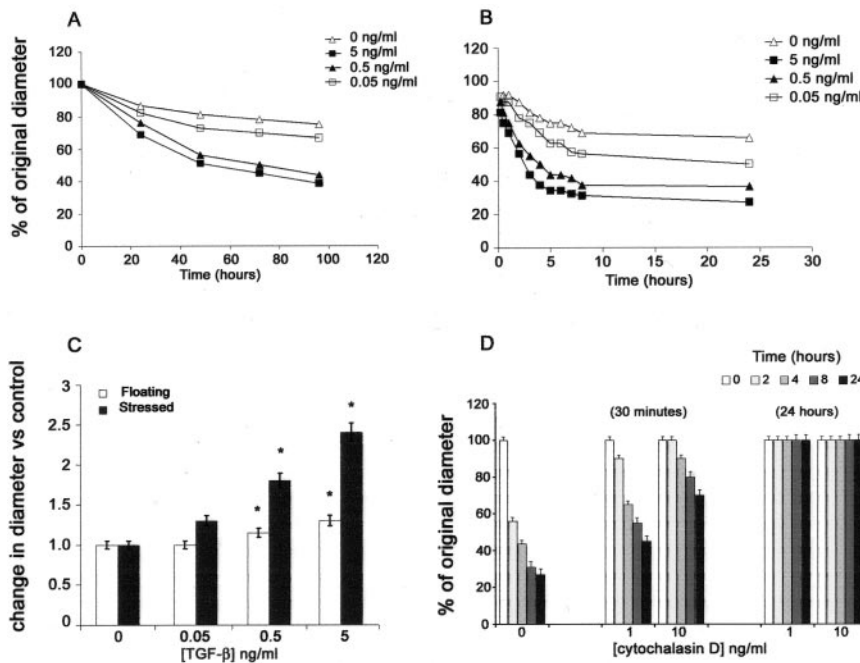 A
△ 0 ng/ml
■ 5 ng/ml
▲ 0.5 ng/ml
□ 0.05 ng/ml
% of original diameter
120
100
80
60
40
20
0
0 20 40 60 80 100 120
Time (hours)
B
△ 0 ng/ml
■ 5 ng/ml
▲ 0.5 ng/ml
□ 0.05 ng/ml
120
100
80
60
40
20
0
0 5 10 15 20 25 30
Time (hours)
C
Floating
Stressed
change in diameter vs control
3
2.5
2
1.5
1.0
0.5
0
* * * *
0 0.05 0.5 5
[TGF-β] ng/ml
D
Time (hours)
0 2 4 8 24
(30 minutes) (24 hours)
% of original diameter
120
100
80
60
40
20
0
0 1 10 1 10
[cytochalasin D] ng/ml